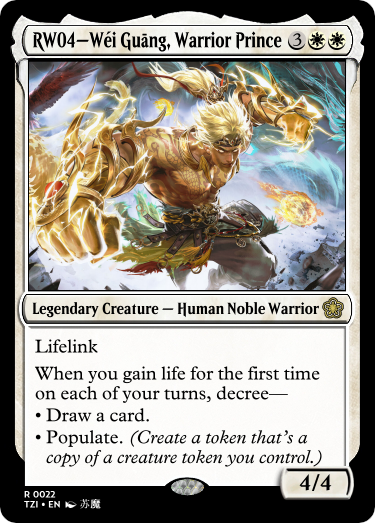 RW04–Wéi Guāng, Warrior Prince 3
Legendary Creature — Human Noble Warrior
Lifelink
When you gain life for the first time
on each of your turns, decree—
• Draw a card.
• Populate. (Create a token that's a
copy of a creature token you control.)
4/4
R 0022
TZI • EN 苏魔